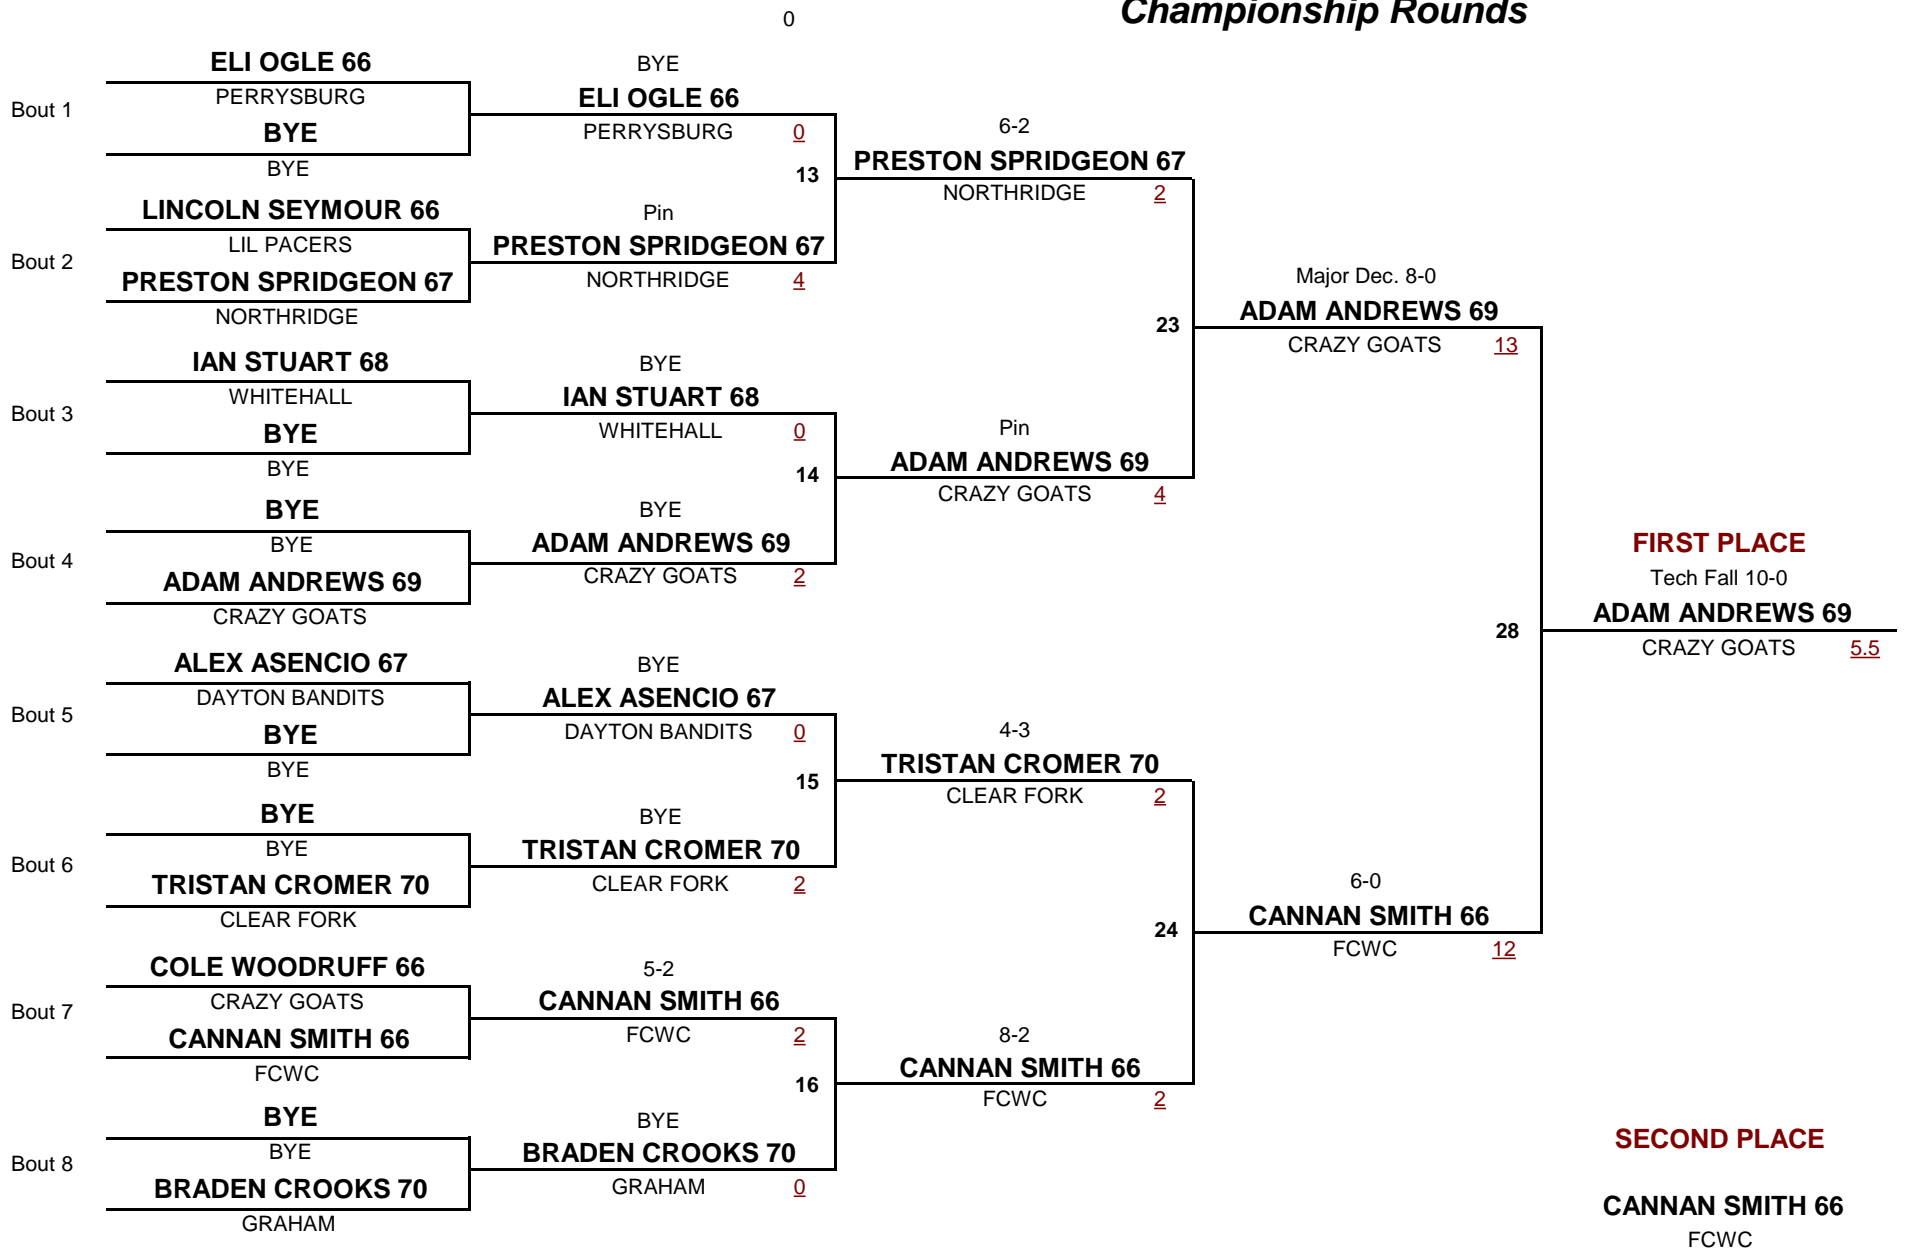 Championship Rounds
0
ELI OGLE 66
PERRYSBURG
Bout 1
BYE
BYE
LINCOLN SEYMOUR 66
LIL PACERS
Bout 2
PRESTON SPRIDGEON 67
NORTHRIDGE
IAN STUART 68
WHITEHALL
Bout 3
BYE
BYE
BYE
BYE
Bout 4
ADAM ANDREWS 69
CRAZY GOATS
ALEX ASENCIO 67
DAYTON BANDITS
Bout 5
BYE
BYE
BYE
BYE
Bout 6
TRISTAN CROMER 70
CLEAR FORK
COLE WOODRUFF 66
CRAZY GOATS
Bout 7
CANNAN SMITH 66
FCWC
BYE
BYE
Bout 8
BRADEN CROOKS 70
GRAHAM
BYE
ELI OGLE 66
PERRYSBURG 0
13
Pin
PRESTON SPRIDGEON 67
NORTHRIDGE 4
BYE
IAN STUART 68
WHITEHALL 0
14
BYE
ADAM ANDREWS 69
CRAZY GOATS 2
BYE
ALEX ASENCIO 67
DAYTON BANDITS 0
15
BYE
TRISTAN CROMER 70
CLEAR FORK 2
5-2
CANNAN SMITH 66
FCWC 2
16
BYE
BRADEN CROOKS 70
GRAHAM 0
6-2
PRESTON SPRIDGEON 67
NORTHRIDGE 2
23
Pin
ADAM ANDREWS 69
CRAZY GOATS 4
4-3
TRISTAN CROMER 70
CLEAR FORK 2
24
8-2
CANNAN SMITH 66
FCWC 2
Major Dec. 8-0
ADAM ANDREWS 69
CRAZY GOATS 13
28
6-0
CANNAN SMITH 66
FCWC 12
FIRST PLACE
Tech Fall 10-0
ADAM ANDREWS 69
CRAZY GOATS 5.5
SECOND PLACE
CANNAN SMITH 66
FCWC